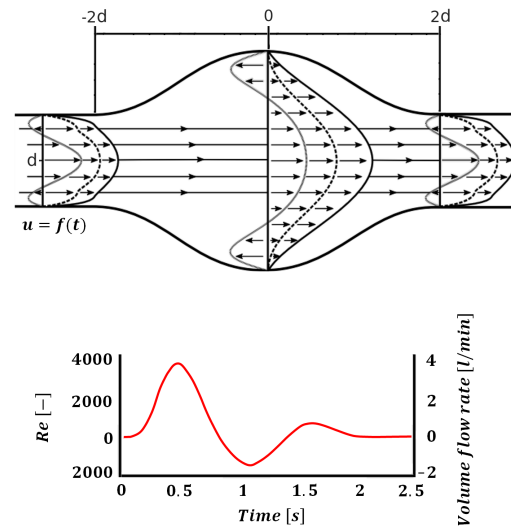 -2d 0 2d
d
u = f(t)
4000 4
2000 2
0 0
2000 -2
Re [-]
Volume flow rate [l/min]
0 0.5 1 1.5 2 2.5
Time [s]